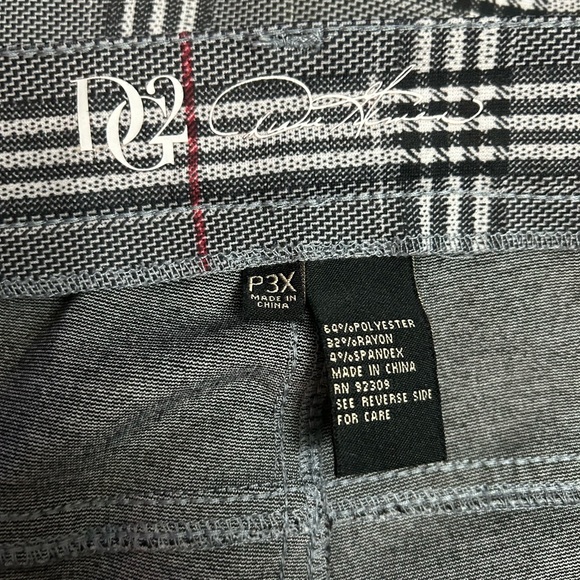 DG2
P3X
MADE IN
CHINA
64%POLYESTER
32%RAYON
4%SPANDEX
MADE IN CHINA
RN 92309
SEE REVERSE SIDE
FOR CARE